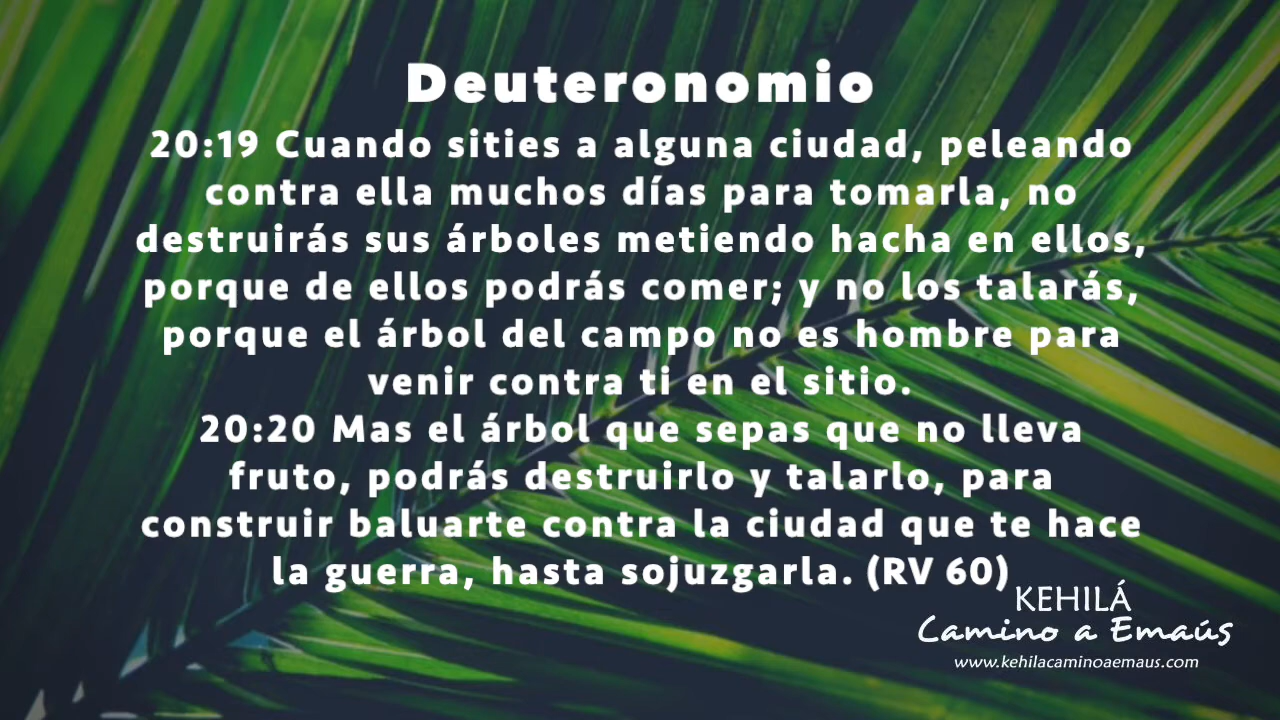 Deuteronomio
20:19 Cuando sities a alguna ciudad, peleando
contra ella muchos días para tomarla, no
destruirás sus árboles metiendo hacha en ellos,
porque de ellos podrás comer; y no los talarás,
porque el árbol del campo no es hombre para
venir contra ti en el sitio.
20:20 Mas el árbol que sepas que no lleva
fruto, podrás destruirlo y talarlo, para
construir baluarte contra la ciudad que te hace
la guerra, hasta sojuzgarla. (RV 60)
KEHILÁ
Camino a Emaús
www.kehilacaminoaemaus.com